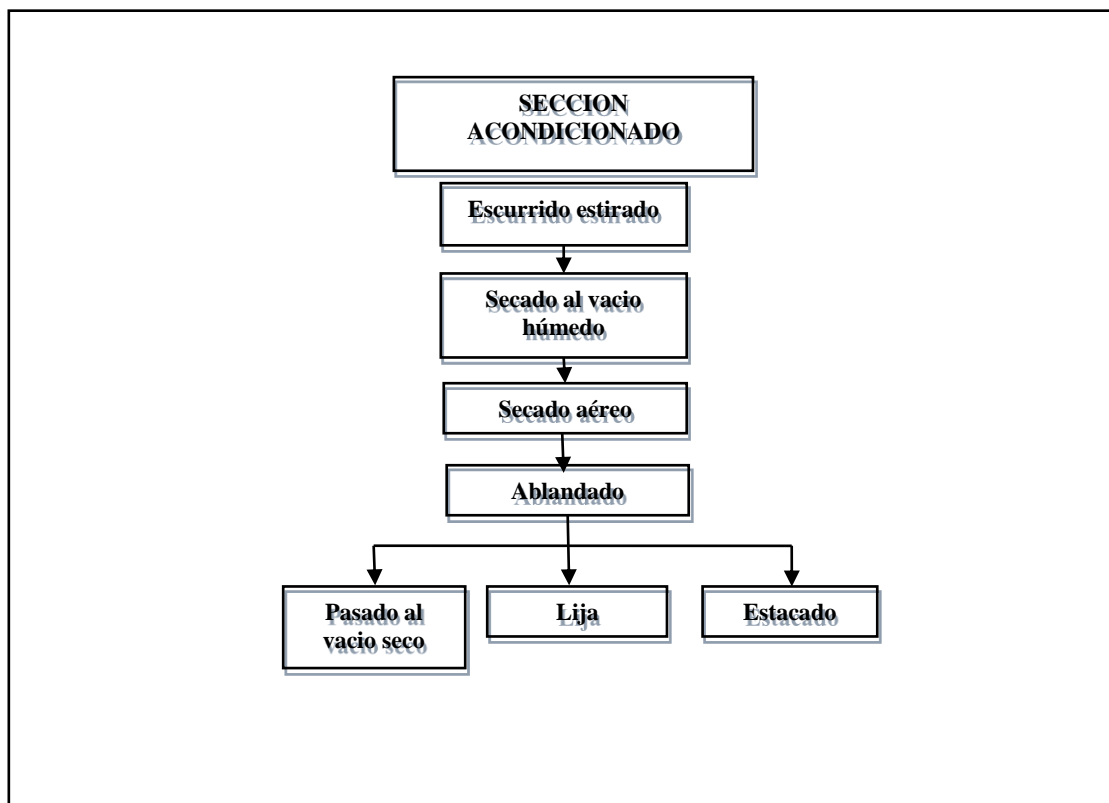 SECCION
ACONDICIONADO
Escurrido estirado
Secado al vacio
húmedo
Secado aéreo
Ablandado
Pasado al
vacio seco
Lija
Estacado